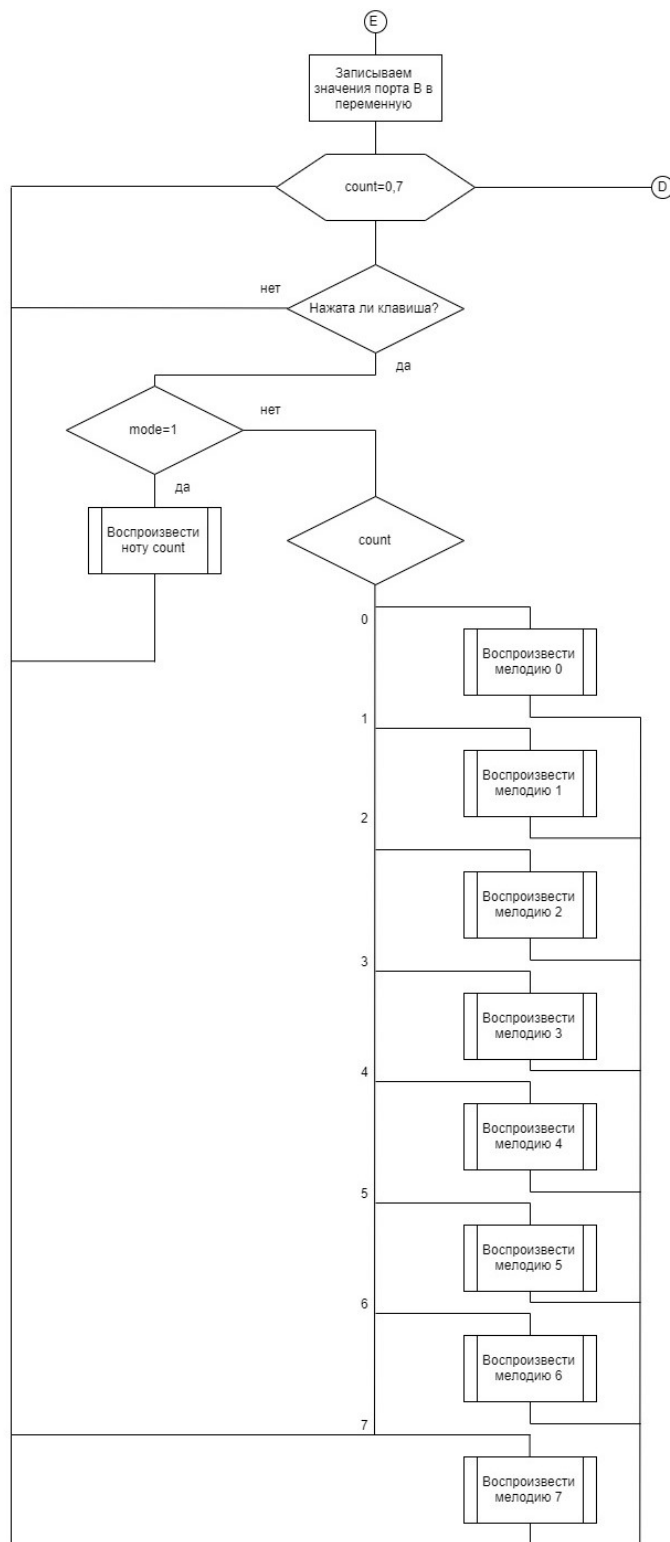 E
Записываем
значения порта B в
переменную
count=0,7
D
нет
Нажата ли клавиша?
да
mode=1
нет
да
Воспроизвести
ноту count
count
0
Воспроизвести
мелодию 0
1
Воспроизвести
мелодию 1
2
Воспроизвести
мелодию 2
3
Воспроизвести
мелодию 3
4
Воспроизвести
мелодию 4
5
Воспроизвести
мелодию 5
6
Воспроизвести
мелодию 6
7
Воспроизвести
мелодию 7